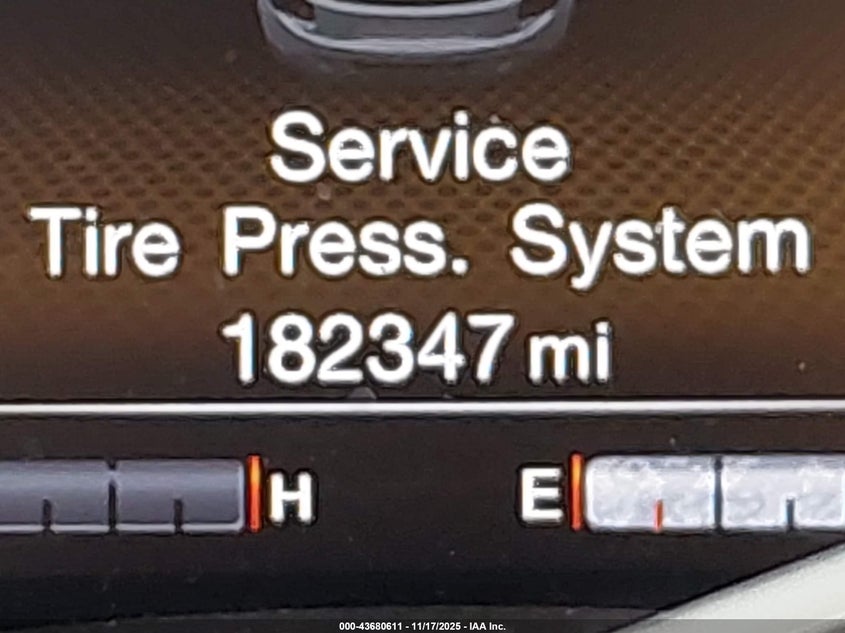 Service
Tire Press. System
182347 mi
H E
000-43680611 - 11/17/2025 - IAA Inc.